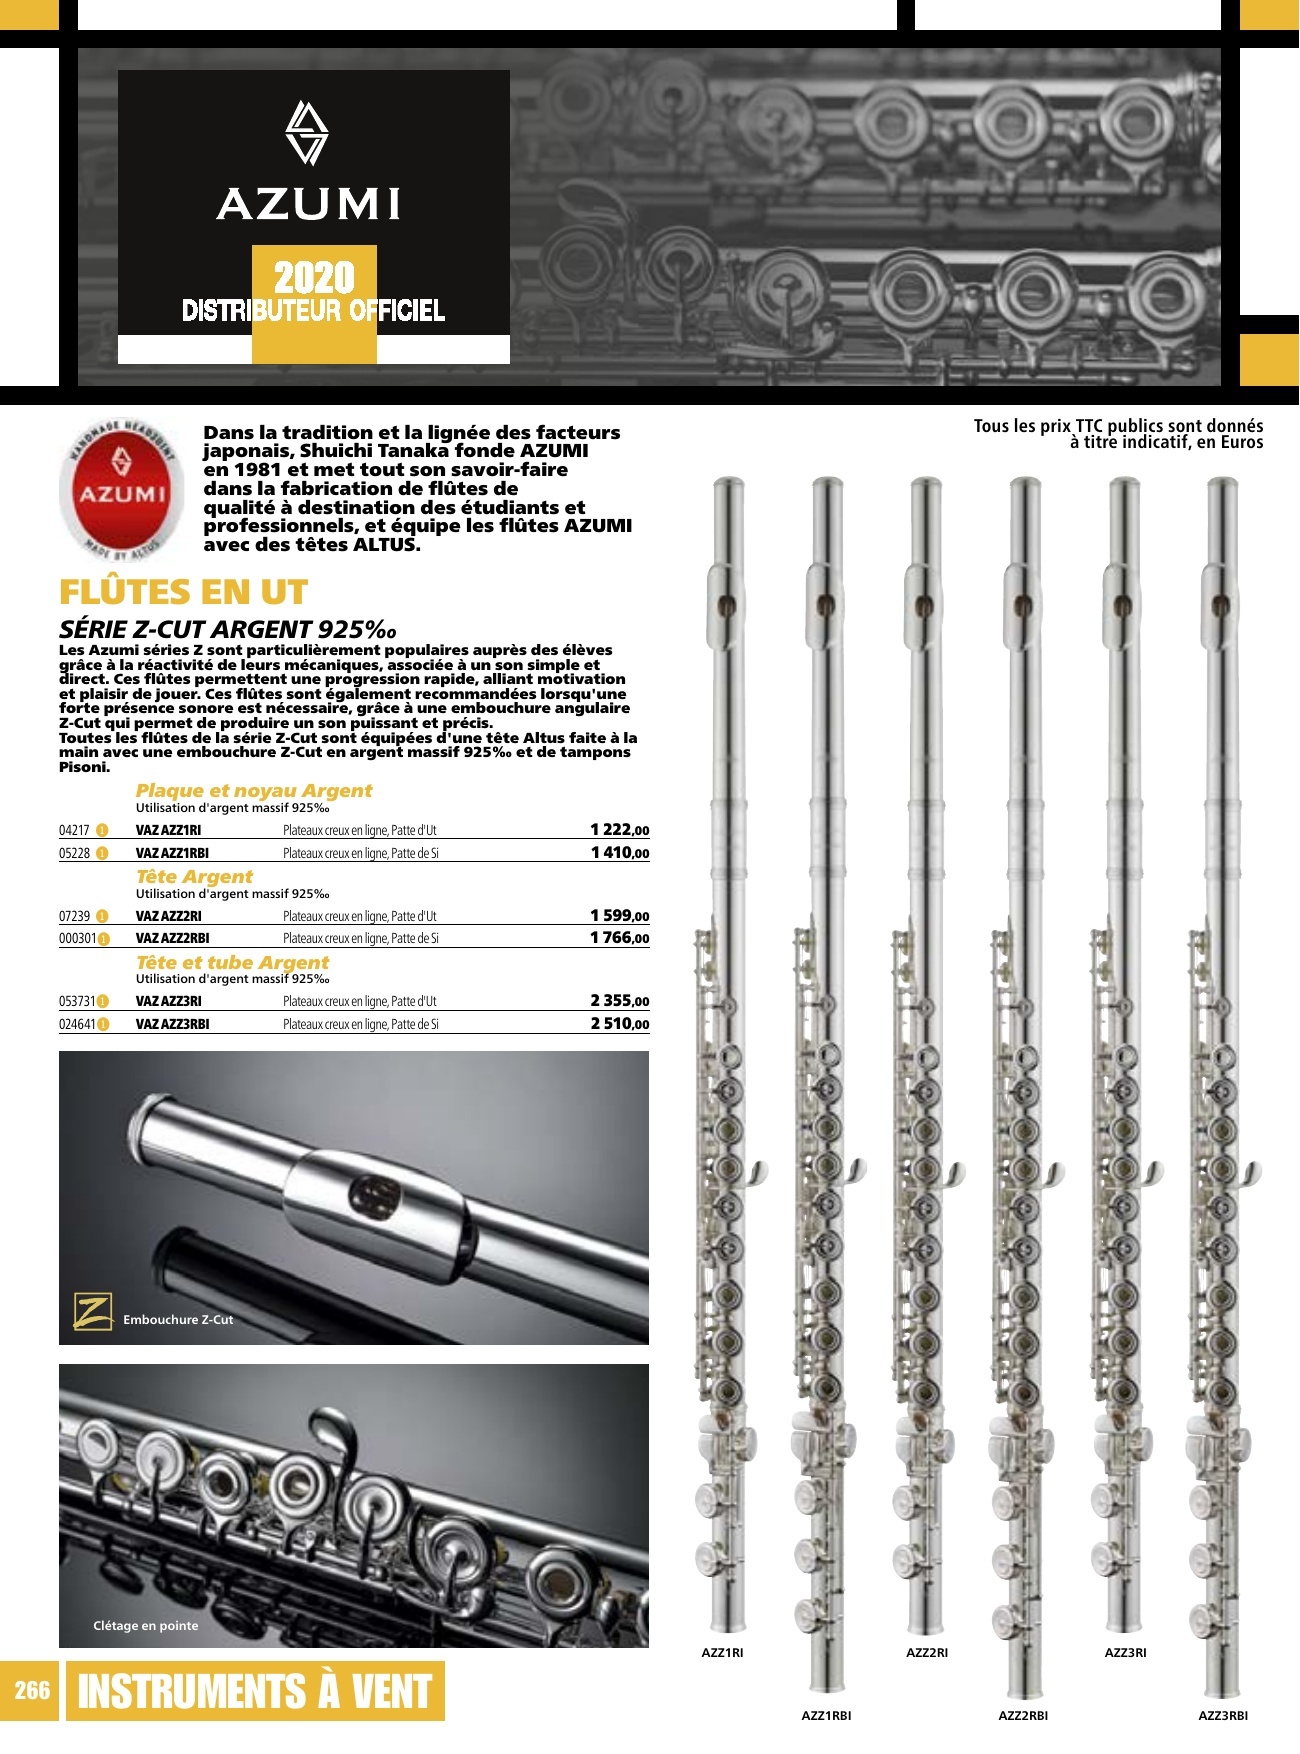 AZUMI
2020
DISTRIBUTEUR OFFICIEL
HANDMADE HEADJOINT
AZUMI
MADE BY ALTUS
Dans la tradition et la lignée des facteurs
japonais, Shuichi Tanaka fonde AZUMI
en 1981 et met tout son savoir-faire
dans la fabrication de flûtes de
qualité à destination des étudiants et
professionnels, et équipe les flûtes AZUMI
avec des têtes ALTUS.
Tous les prix TTC publics sont donnés
à titre indicatif, en Euros
FLÛTES EN UT
SÉRIE Z-CUT ARGENT 925‰
Les Azumi séries Z sont particulièrement populaires auprès des élèves
grâce à la réactivité de leurs mécaniques, associée à un son simple et
direct. Ces flûtes permettent une progression rapide, alliant motivation
et plaisir de jouer. Ces flûtes sont également recommandées lorsqu'une
forte présence sonore est nécessaire, grâce à une embouchure angulaire
Z-Cut qui permet de produire un son puissant et précis.
Toutes les flûtes de la série Z-Cut sont équipées d'une tête Altus faite à la
main avec une embouchure Z-Cut en argent massif 925‰ et de tampons
Pisoni.
Plaque et noyau Argent
Utilisation d'argent massif 925‰
04217 1 VAZ AZZ1RI Plateaux creux en ligne, Patte d'Ut 1 222,00
05228 1 VAZ AZZ1RBI Plateaux creux en ligne, Patte de Si 1 410,00
Tête Argent
Utilisation d'argent massif 925‰
07239 1 VAZ AZZ2RI Plateaux creux en ligne, Patte d'Ut 1 599,00
000301 1 VAZ AZZ2RBI Plateaux creux en ligne, Patte de Si 1 766,00
Tête et tube Argent
Utilisation d'argent massif 925‰
053731 1 VAZ AZZ3RI Plateaux creux en ligne, Patte d'Ut 2 355,00
024641 1 VAZ AZZ3RBI Plateaux creux en ligne, Patte de Si 2 510,00
Z
Embouchure Z-Cut
Clétage en pointe
AZZ1RI
AZZ2RI
AZZ3RI
AZZ1RBI
AZZ2RBI
AZZ3RBI
266
INSTRUMENTS À VENT